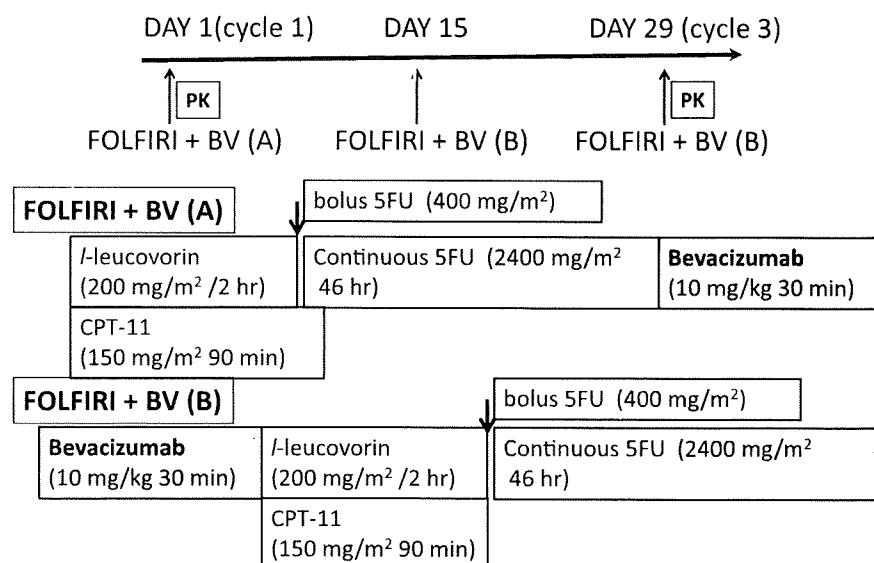 DAY 1(cycle 1) DAY 15 DAY 29 (cycle 3)
PK PK
FOLFIRI + BV (A) FOLFIRI + BV (B) FOLFIRI + BV (B)
FOLFIRI + BV (A)
bolus 5FU (400 mg/m²)
l-leucovorin
(200 mg/m² /2 hr)
Continuous 5FU (2400 mg/m²
46 hr)
Bevacizumab
(10 mg/kg 30 min)
CPT-11
(150 mg/m² 90 min)
FOLFIRI + BV (B)
bolus 5FU (400 mg/m²)
Bevacizumab
(10 mg/kg 30 min)
l-leucovorin
(200 mg/m² /2 hr)
Continuous 5FU (2400 mg/m²
46 hr)
CPT-11
(150 mg/m² 90 min)